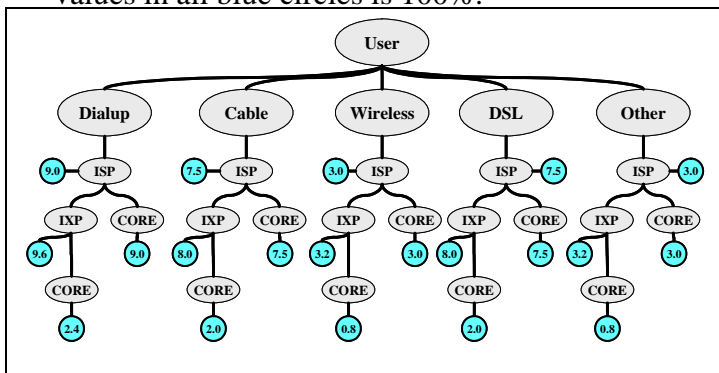 values in all blue circles is 100%.
User
Dialup Cable Wireless DSL Other
9.0 ISP 7.5 ISP 3.0 ISP ISP 7.5 ISP 3.0
IXP CORE IXP CORE IXP CORE IXP CORE IXP CORE
9.6 9.0 8.0 7.5 3.2 3.0 8.0 7.5 3.2 3.0
CORE CORE CORE CORE CORE
2.4 2.0 0.8 2.0 0.8